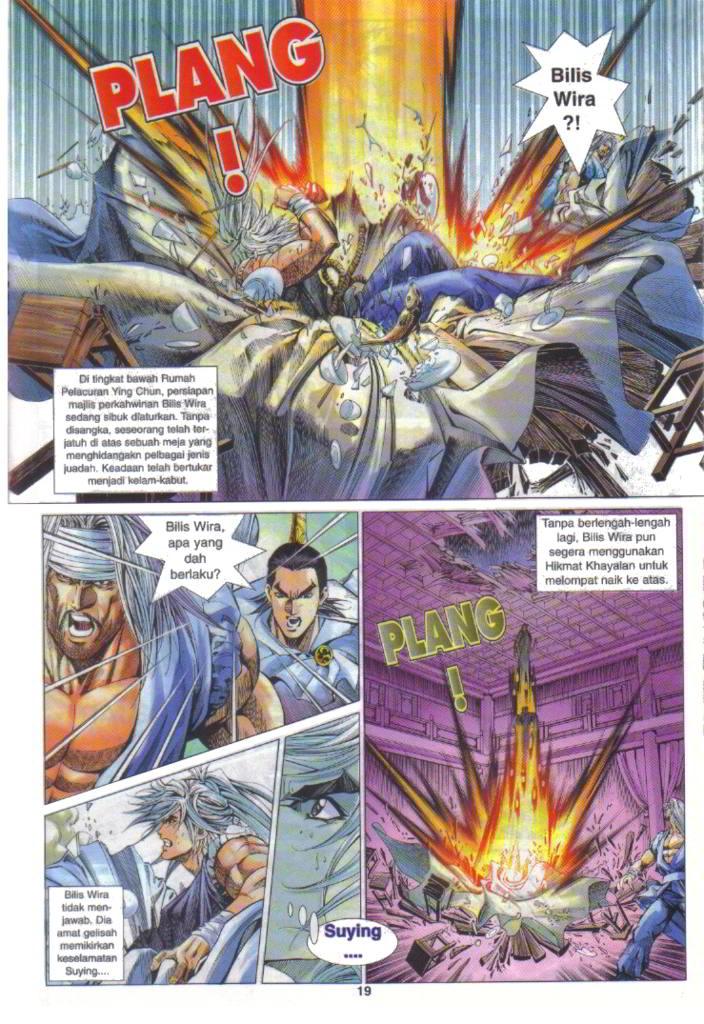 PLANG
!
Bilis
Wira
?!
Di tingkat bawah Rumah
Pelacuran Ying Chun, persiapan
majlis perkahwinan Bilis Wira
sedang sibuk diaturkan. Tanpa
disangka, seseorang telah ter-
jatuh di atas sebuah meja yang
menghidangakn pelbagai jenis
juadah. Keadaan telah bertukar
menjadi kelam-kabut.
Bilis Wira,
apa yang
dah
berlaku?
Bilis Wira
tidak men-
jawab. Dia
amat gelisah
memikirkan
keselamatan
Suying....
Suying
....
Tanpa berlengah-lengah
lagi, Bilis Wira pun
segera menggunakan
Hikmat Khayalan untuk
melompat naik ke atas.
PLANG
!
19